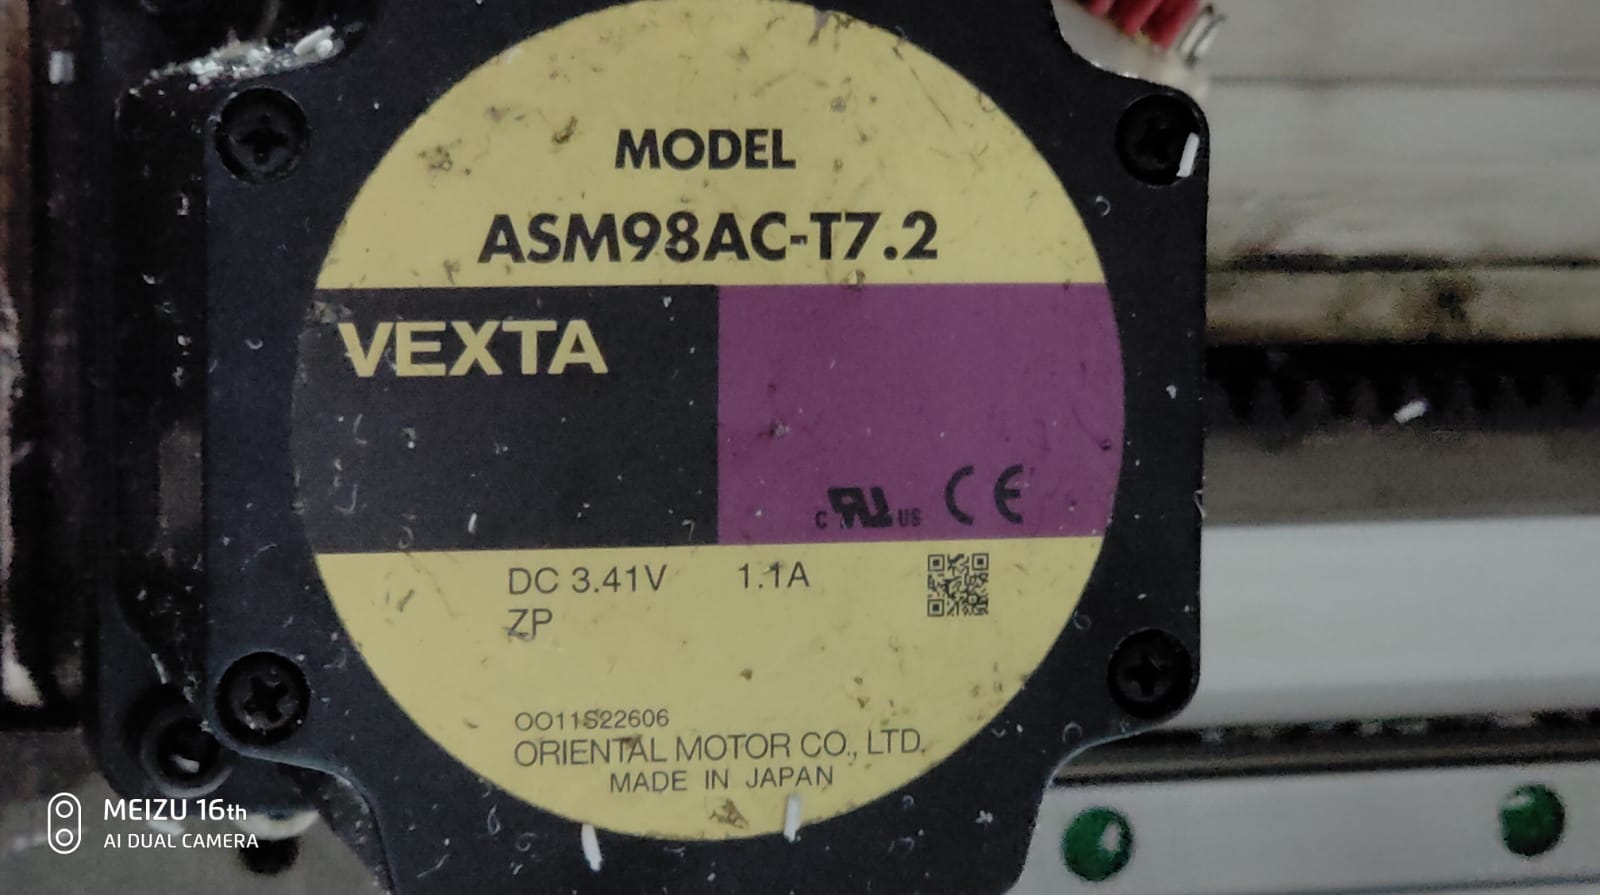 MODEL
ASM98AC-T7.2
VEXTA
c RU US CE
DC 3.41V 1.1A
ZP
OO11S22606
ORIENTAL MOTOR CO., LTD.
MADE IN JAPAN
MEIZU 16th
AI DUAL CAMERA